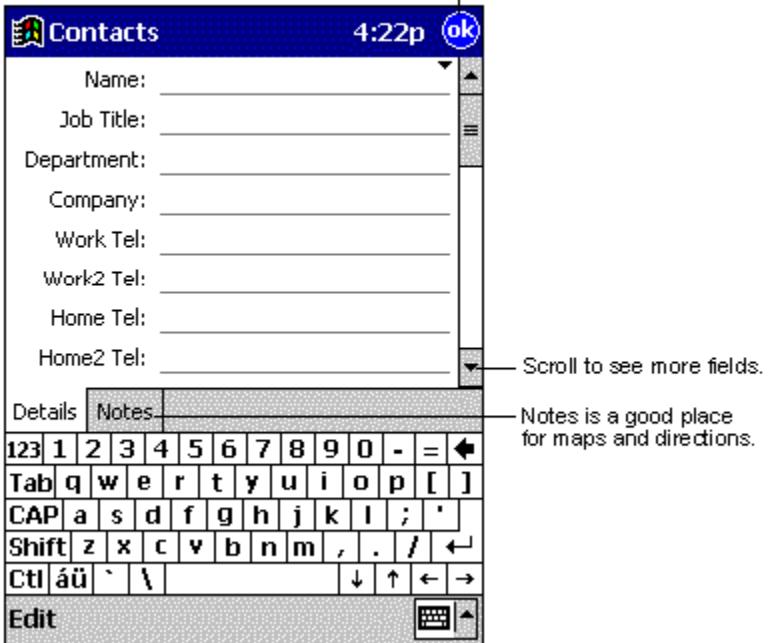 Contacts 4:22p ok
Name:
Job Title:
Department:
Company:
Work Tel:
Work2 Tel:
Home Tel:
Home2 Tel:
Scroll to see more fields.
Details Notes
Notes is a good place
for maps and directions.
123 1 2 3 4 5 6 7 8 9 0 - =
Tab q w e r t y u i o p [ ]
CAP a s d f g h j k l ; '
Shift z x c v b n m , . /
Ctl áü ` \ ↓ ↑ ← →
Edit